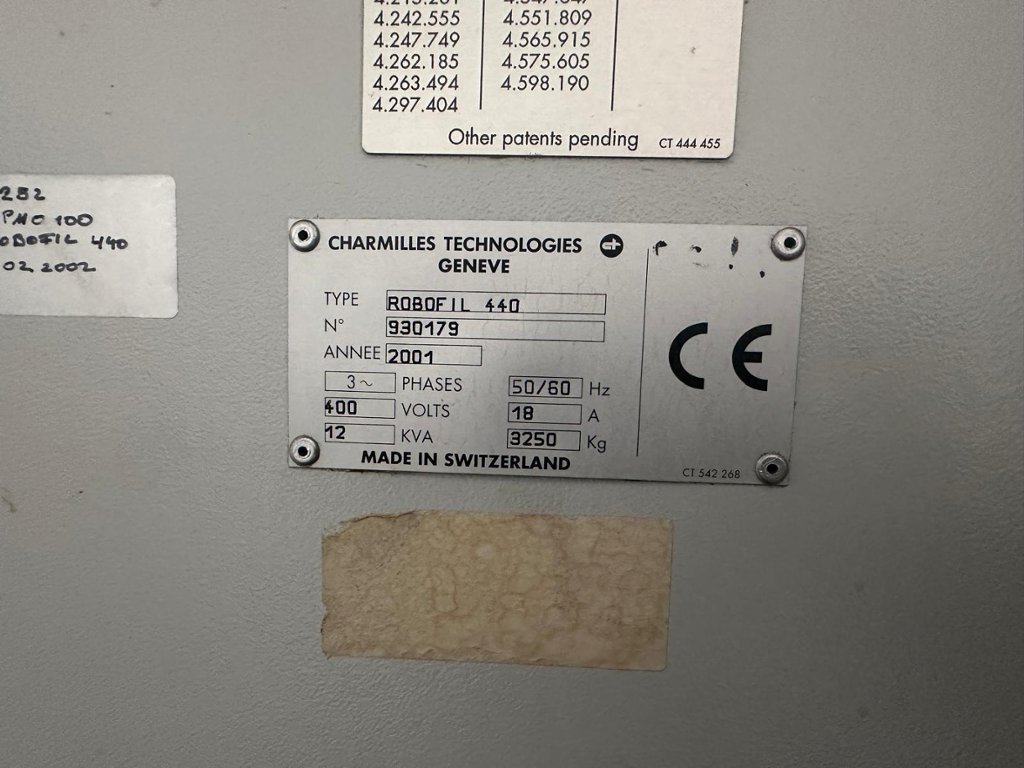 4.242.555 4.551.809
4.247.749 4.565.915
4.262.185 4.575.605
4.263.494 4.598.190
4.297.404
Other patents pending CT 444 455
252
PMO 100
OBOFIL 440
02 2002
CHARMILLES TECHNOLOGIES
GENEVE
TYPE ROBOFIL 440
N° 930179
ANNEE 2001
3~ PHASES 50/60 Hz
400 VOLTS 18 A
12 KVA 3250 Kg
MADE IN SWITZERLAND
CE
CT 542 268